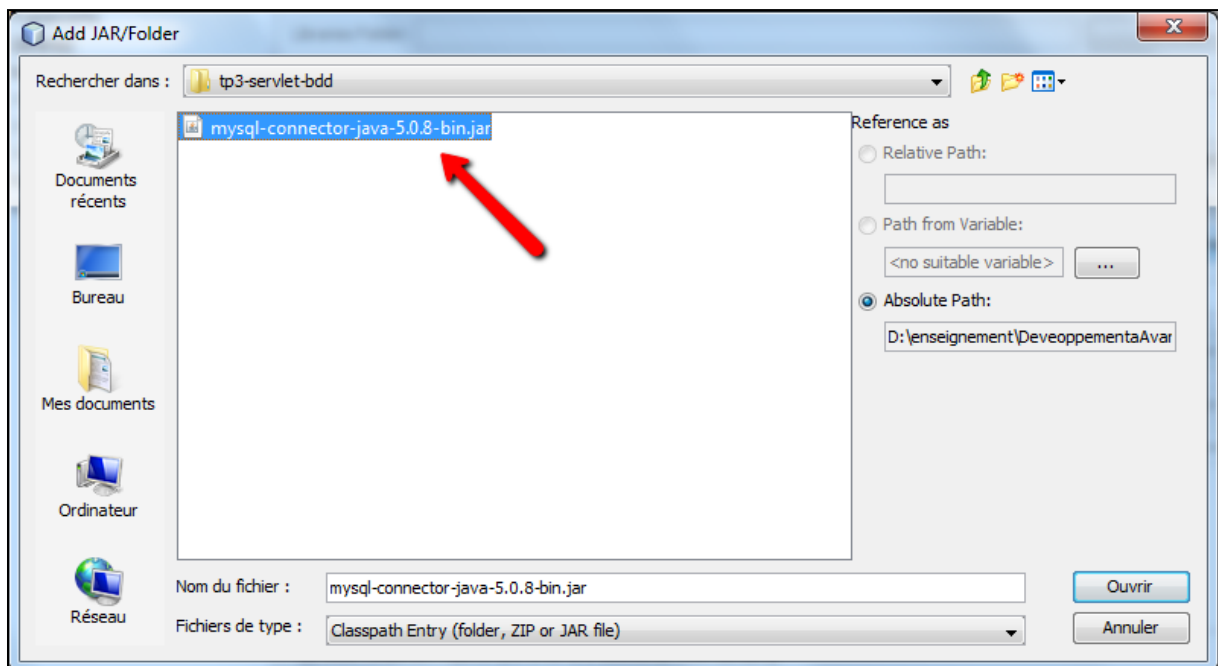 Add JAR/Folder
Rechercher dans :
tp3-servlet-bdd
mysql-connector-java-5.0.8-bin.jar
Documents
récents
Bureau
Mes documents
Ordinateur
Réseau
Reference as
Relative Path:
Path from Variable:
<no suitable variable>
...
Absolute Path:
D:\enseignement\DeveoppementaAvar
Nom du fichier :
mysql-connector-java-5.0.8-bin.jar
Ouvrir
Fichiers de type :
Classpath Entry (folder, ZIP or JAR file)
Annuler